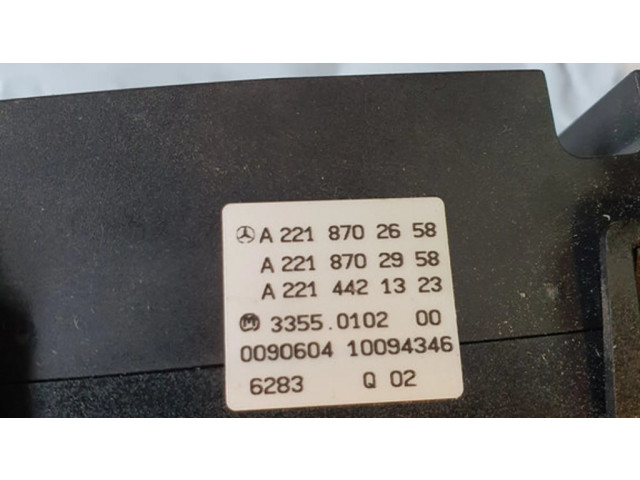 A 221 870 26 58
A 221 870 29 58
A 221 442 13 23
3355.0102 00
0090604 10094346
6283 Q 02